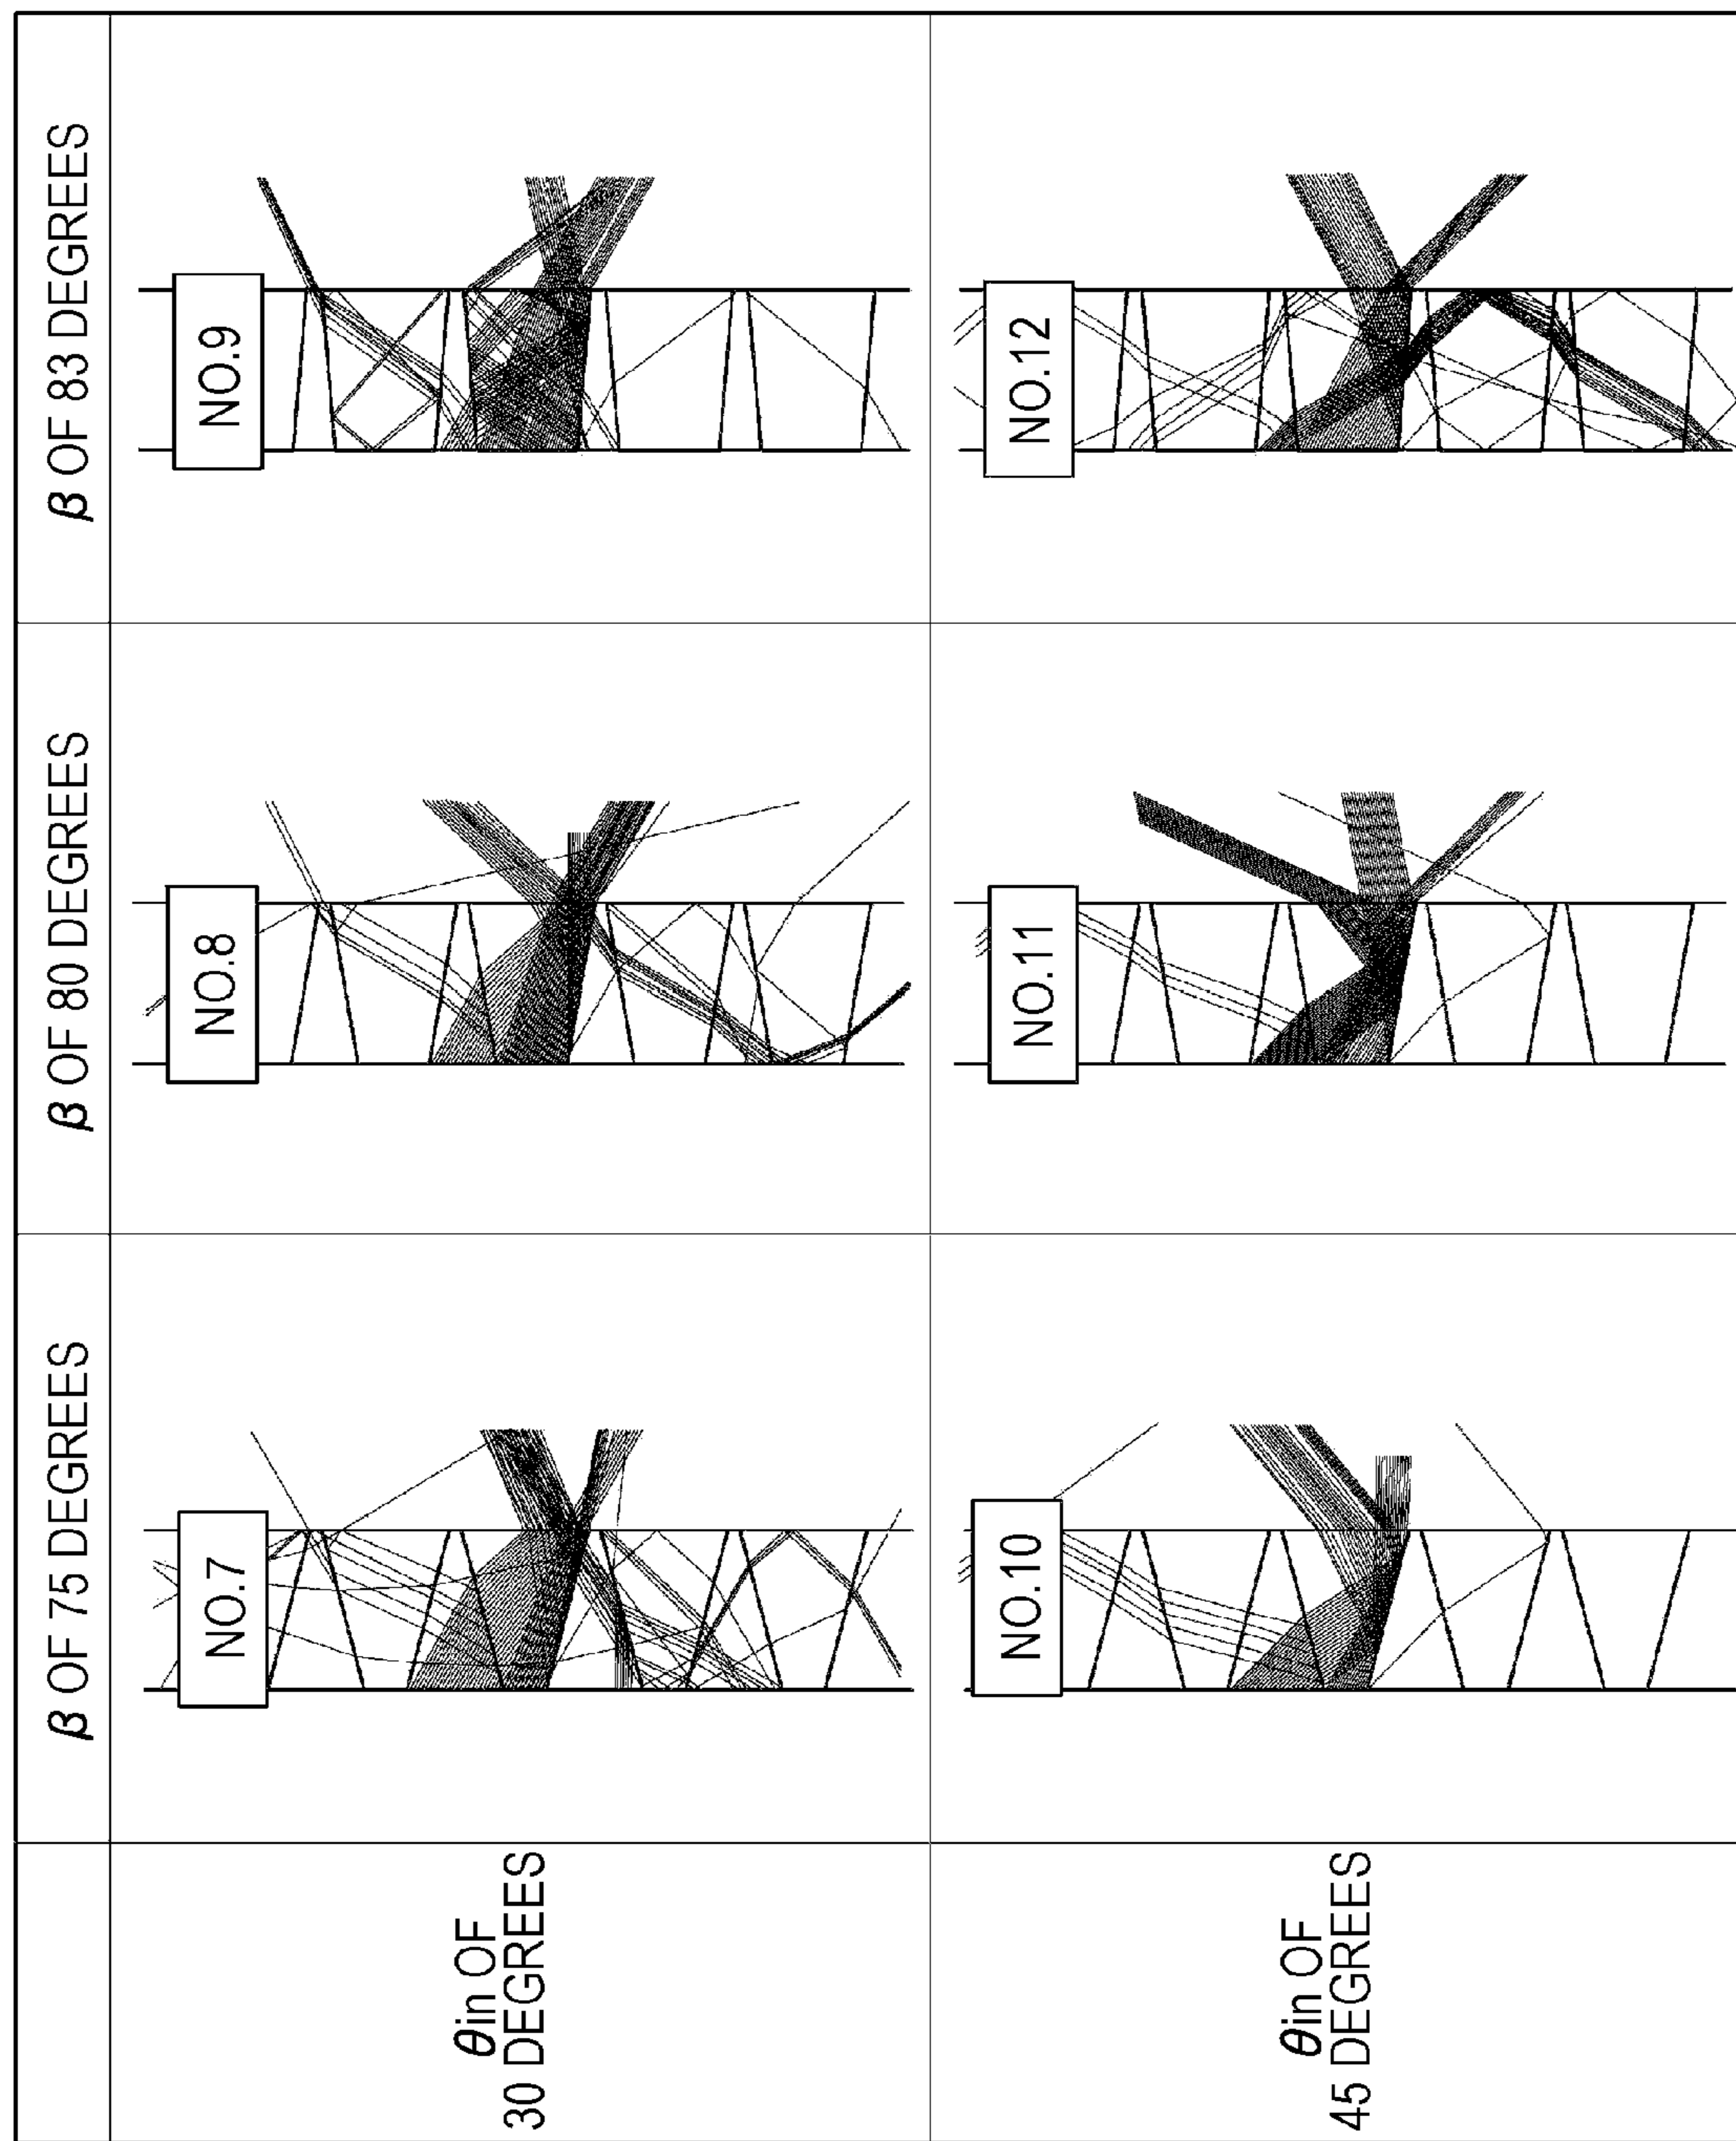 β OF 75 DEGREES
β OF 80 DEGREES
β OF 83 DEGREES
θin OF
30 DEGREES
NO.7
NO.8
NO.9
θin OF
45 DEGREES
NO.10
NO.11
NO.12